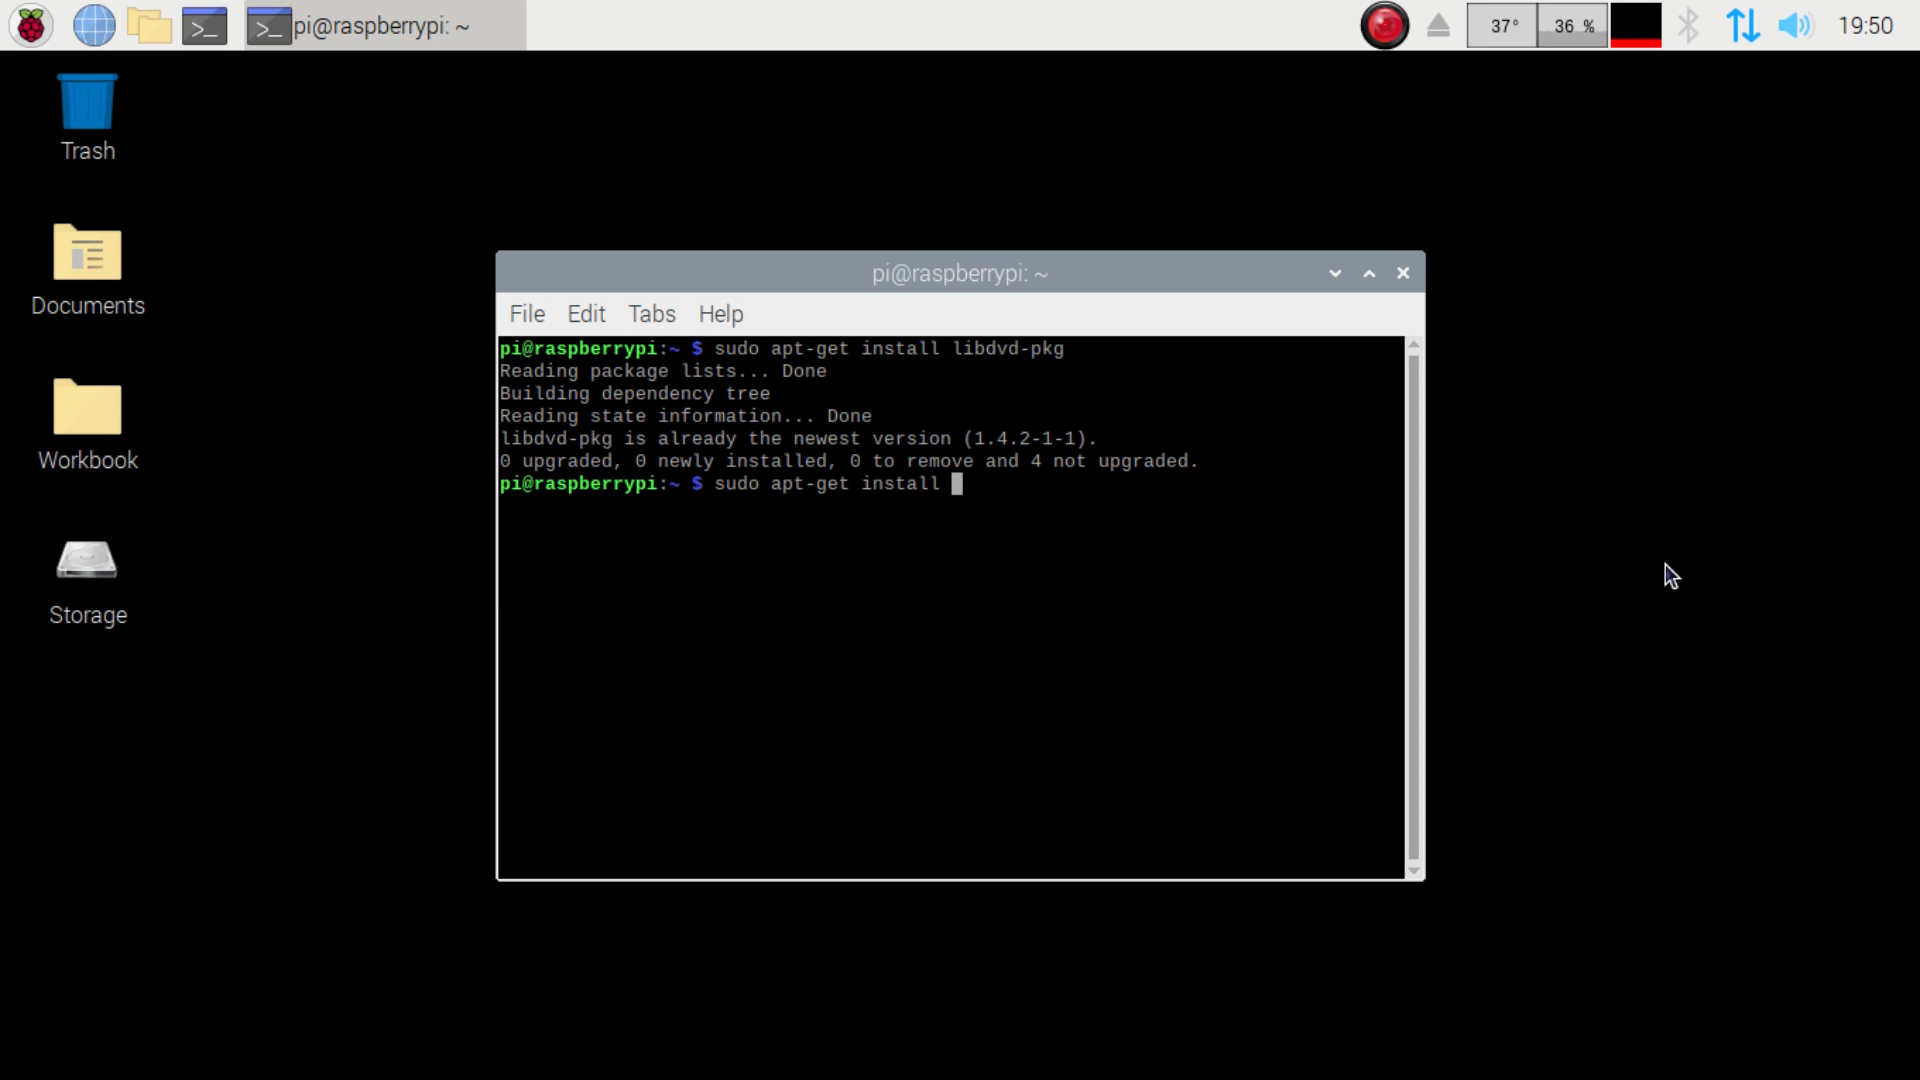 pi@raspberrypi: ~
37°
36 %
19:50
Trash
Documents
Workbook
Storage
pi@raspberrypi: ~
File Edit Tabs Help
pi@raspberrypi:~ $ sudo apt-get install libdvd-pkg
Reading package lists... Done
Building dependency tree
Reading state information... Done
libdvd-pkg is already the newest version (1.4.2-1-1).
0 upgraded, 0 newly installed, 0 to remove and 4 not upgraded.
pi@raspberrypi:~ $ sudo apt-get install